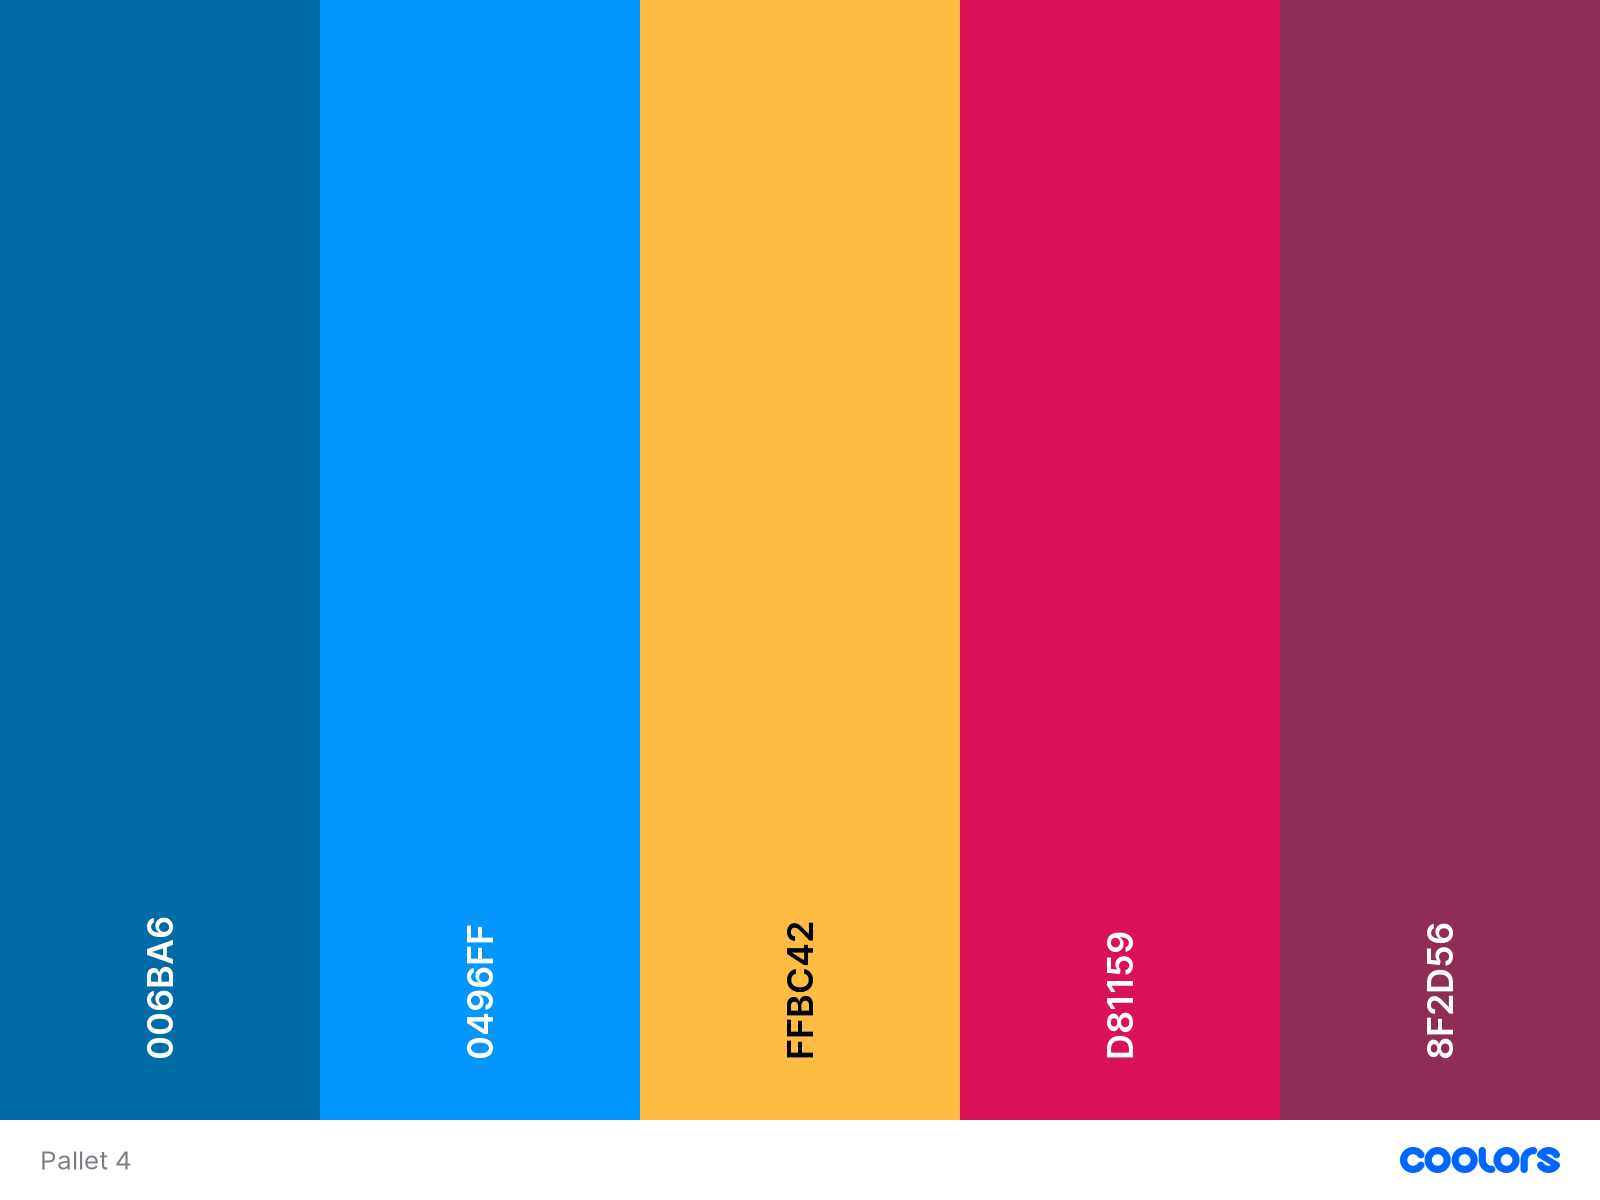 006BA6
0496FF
FFBC42
D81159
8F2D56
Pallet 4
coolors